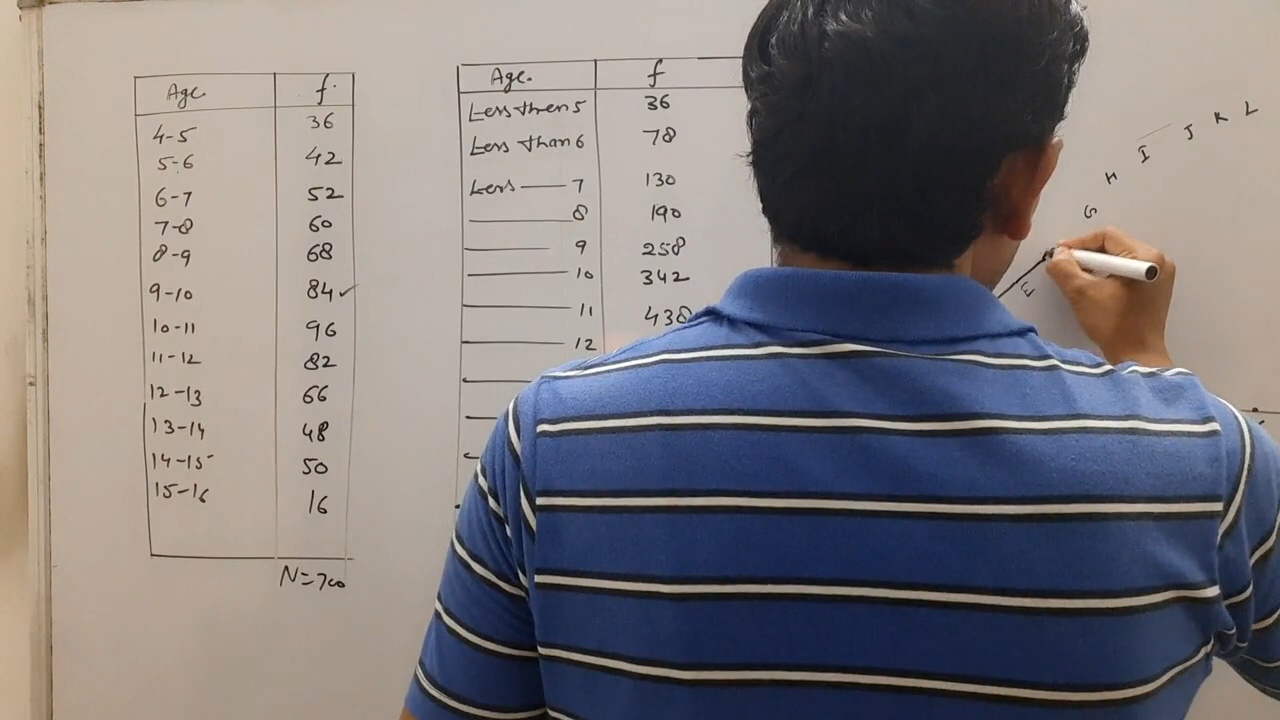 Age. f.
4-5 36
5-6 42
6-7 52
7-8 60
8-9 68
9-10 84✓
10-11 96
11-12 82
12-13 66
13-14 48
14-15 50
15-16 16
N=700
Age. f
Less then 5 36
Less than 6 78
Less — 7 130
— 8 190
— 9 258
— 10 342
— 11 438
— 12
E
G
H
I
J
K
L